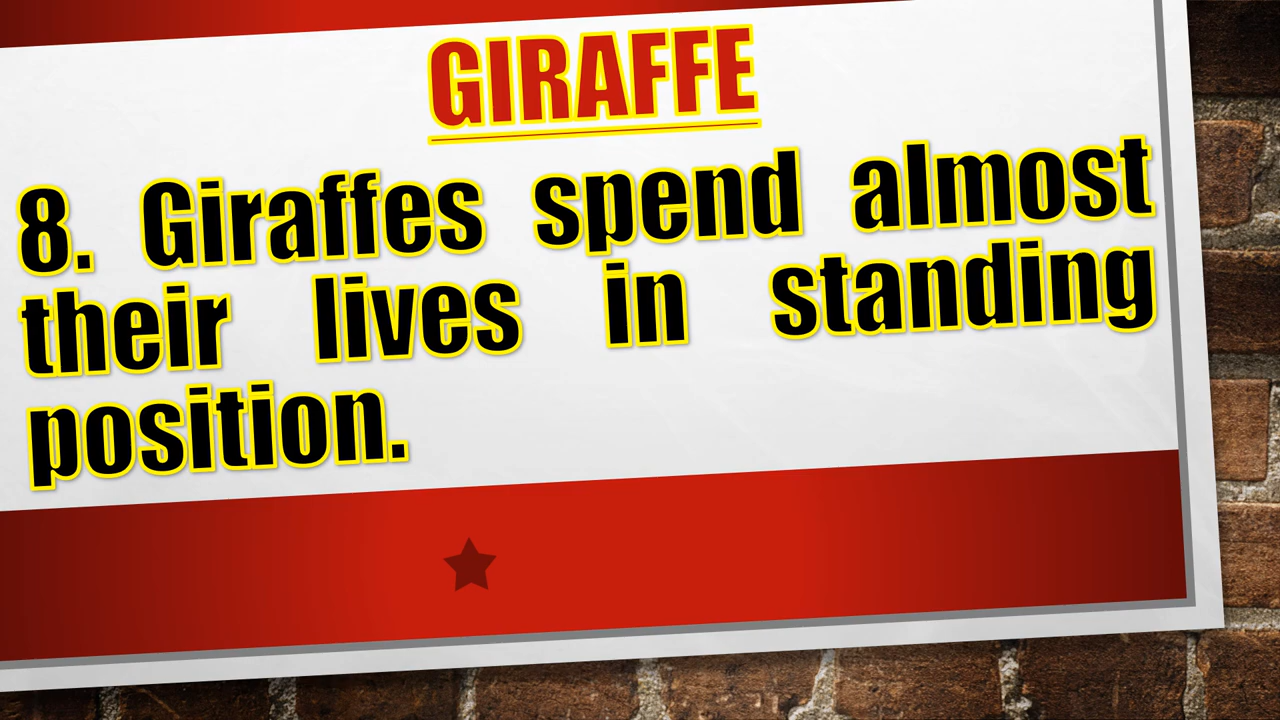 GIRAFFE
8. Giraffes spend almost
their lives in standing
position.